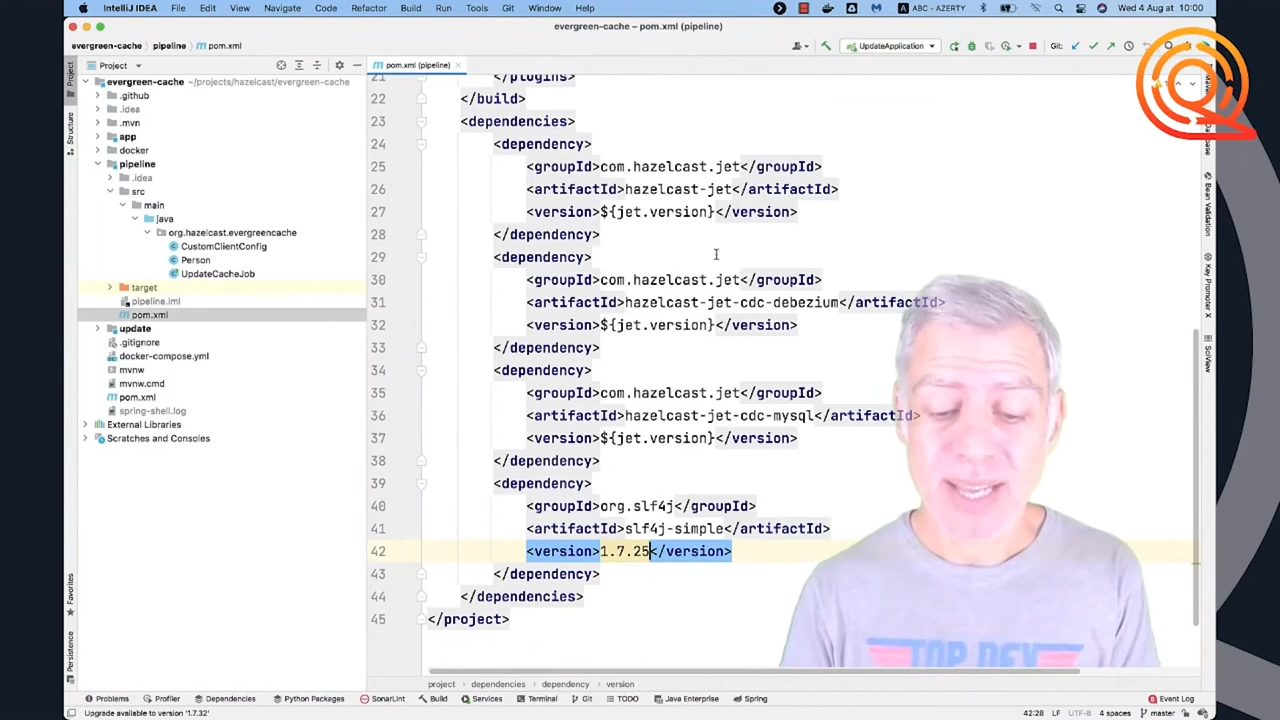 IntelliJ IDEA File Edit View Navigate Code Refactor Build Run Tools Git Window Help ABC - AZERTY Wed 4 Aug at 10:00
evergreen-cache – pom.xml (pipeline)
evergreen-cache pipeline pom.xml UpdateApplication Git:
Project pom.xml (pipeline)
Project
Structure
Favorites
Persistence
evergreen-cache ~/projects/hazelcast/evergreen-cache
.github
.idea
.mvn
app
docker
pipeline
.idea
src
main
java
org.hazelcast.evergreencache
CustomClientConfig
Person
UpdateCacheJob
target
pipeline.iml
pom.xml
update
.gitignore
docker-compose.yml
mvnw
mvnw.cmd
pom.xml
spring-shell.log
External Libraries
Scratches and Consoles
21 </plugins>
22 </build>
23 <dependencies>
24 <dependency>
25 <groupId>com.hazelcast.jet</groupId>
26 <artifactId>hazelcast-jet</artifactId>
27 <version>${jet.version}</version>
28 </dependency>
29 <dependency>
30 <groupId>com.hazelcast.jet</groupId>
31 <artifactId>hazelcast-jet-cdc-debezium</artifactId>
32 <version>${jet.version}</version>
33 </dependency>
34 <dependency>
35 <groupId>com.hazelcast.jet</groupId>
36 <artifactId>hazelcast-jet-cdc-mysql</artifactId>
37 <version>${jet.version}</version>
38 </dependency>
39 <dependency>
40 <groupId>org.slf4j</groupId>
41 <artifactId>slf4j-simple</artifactId>
42 <version>1.7.25</version>
43 </dependency>
44 </dependencies>
45 </project>
Bean Validation
Key Promoter X
SciView
project dependencies dependency version
Problems Profiler Dependencies Python Packages SonarLint Build Services Terminal Git TODO Java Enterprise Spring Event Log
Upgrade available to version '1.7.32' 42:28 LF UTF-8 4 spaces master